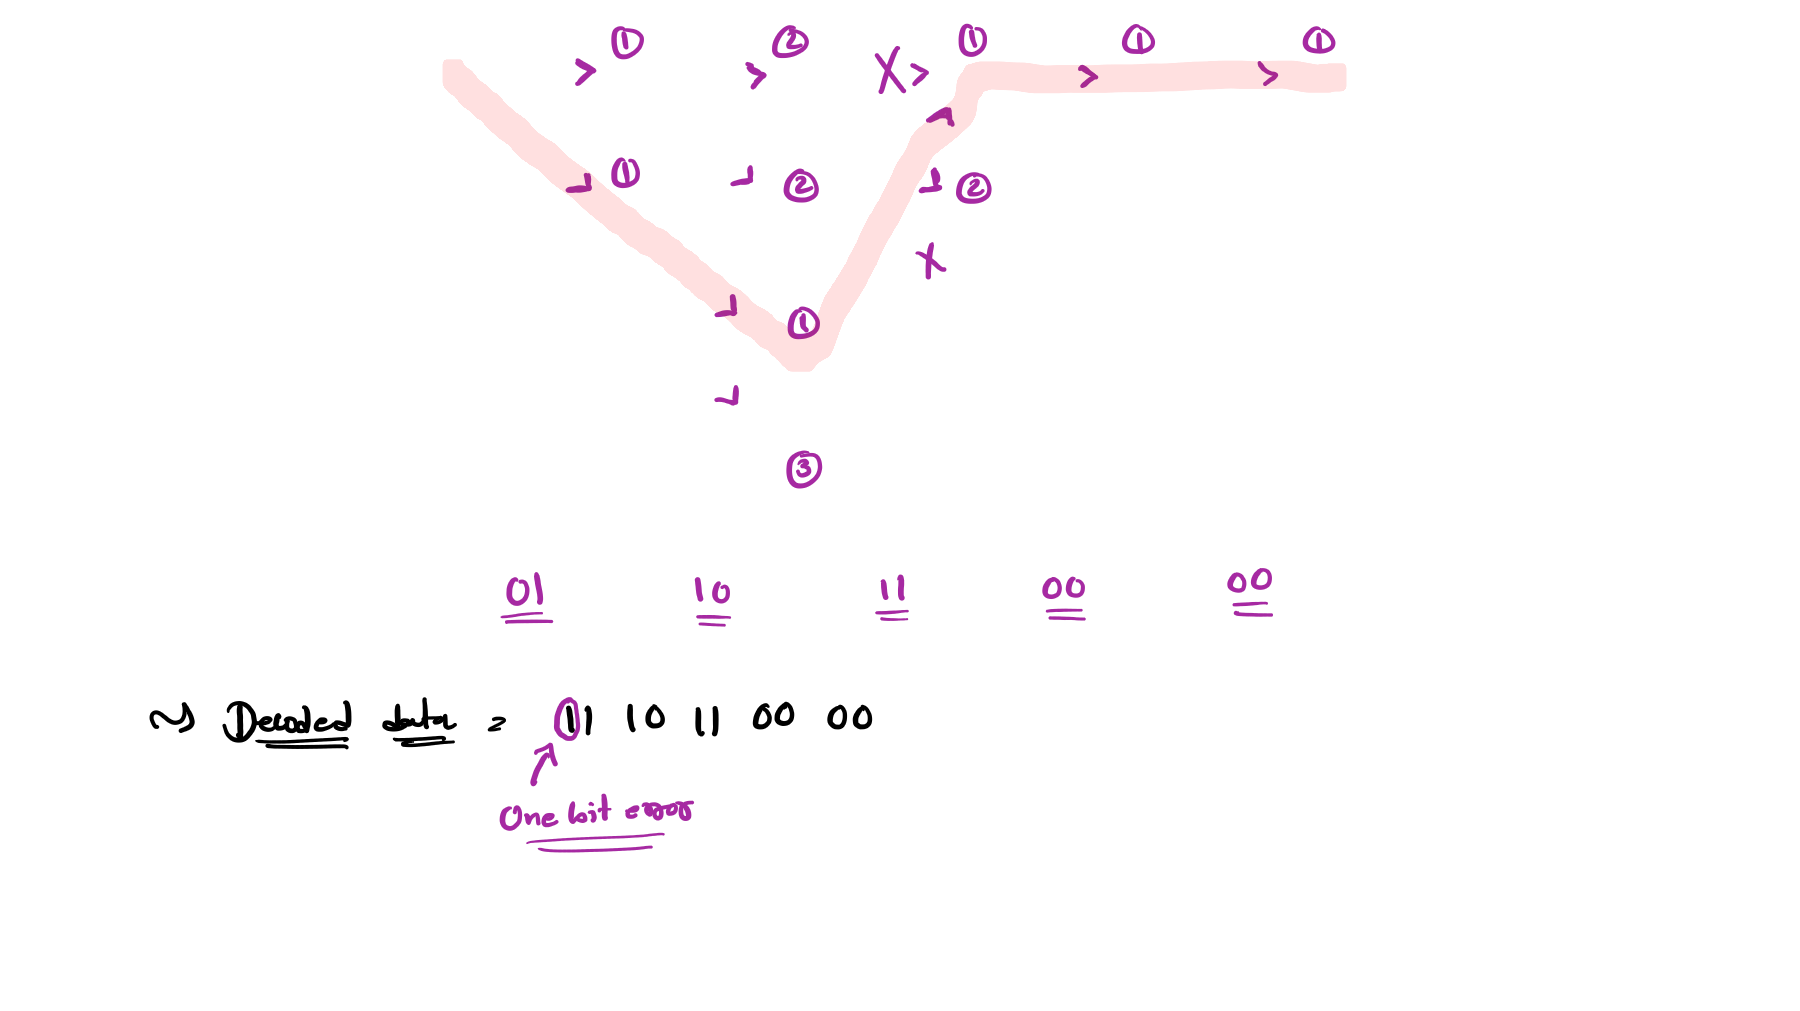 ① ② X > ① ① ①
① ② ②
X
①
③
01 10 11 00 00
~> Decoded data = 11 10 11 00 00
One bit error